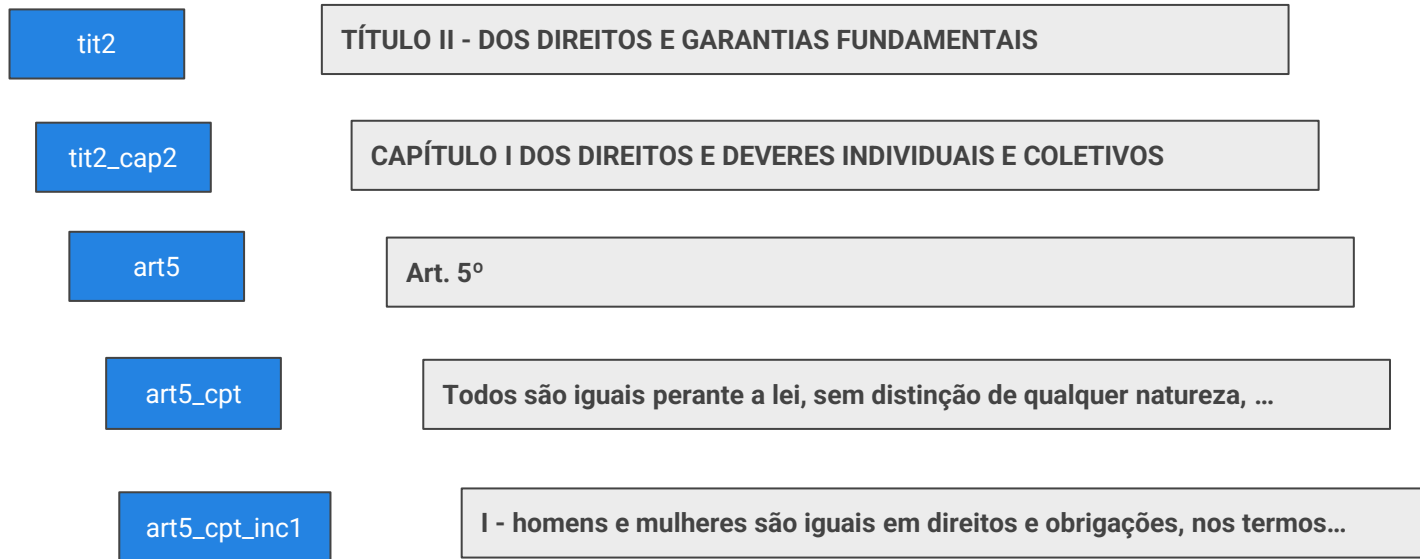 tit2
TÍTULO II - DOS DIREITOS E GARANTIAS FUNDAMENTAIS
tit2_cap2
CAPÍTULO I DOS DIREITOS E DEVERES INDIVIDUAIS E COLETIVOS
art5
Art. 5º
art5_cpt
Todos são iguais perante a lei, sem distinção de qualquer natureza, …
art5_cpt_inc1
I - homens e mulheres são iguais em direitos e obrigações, nos termos…